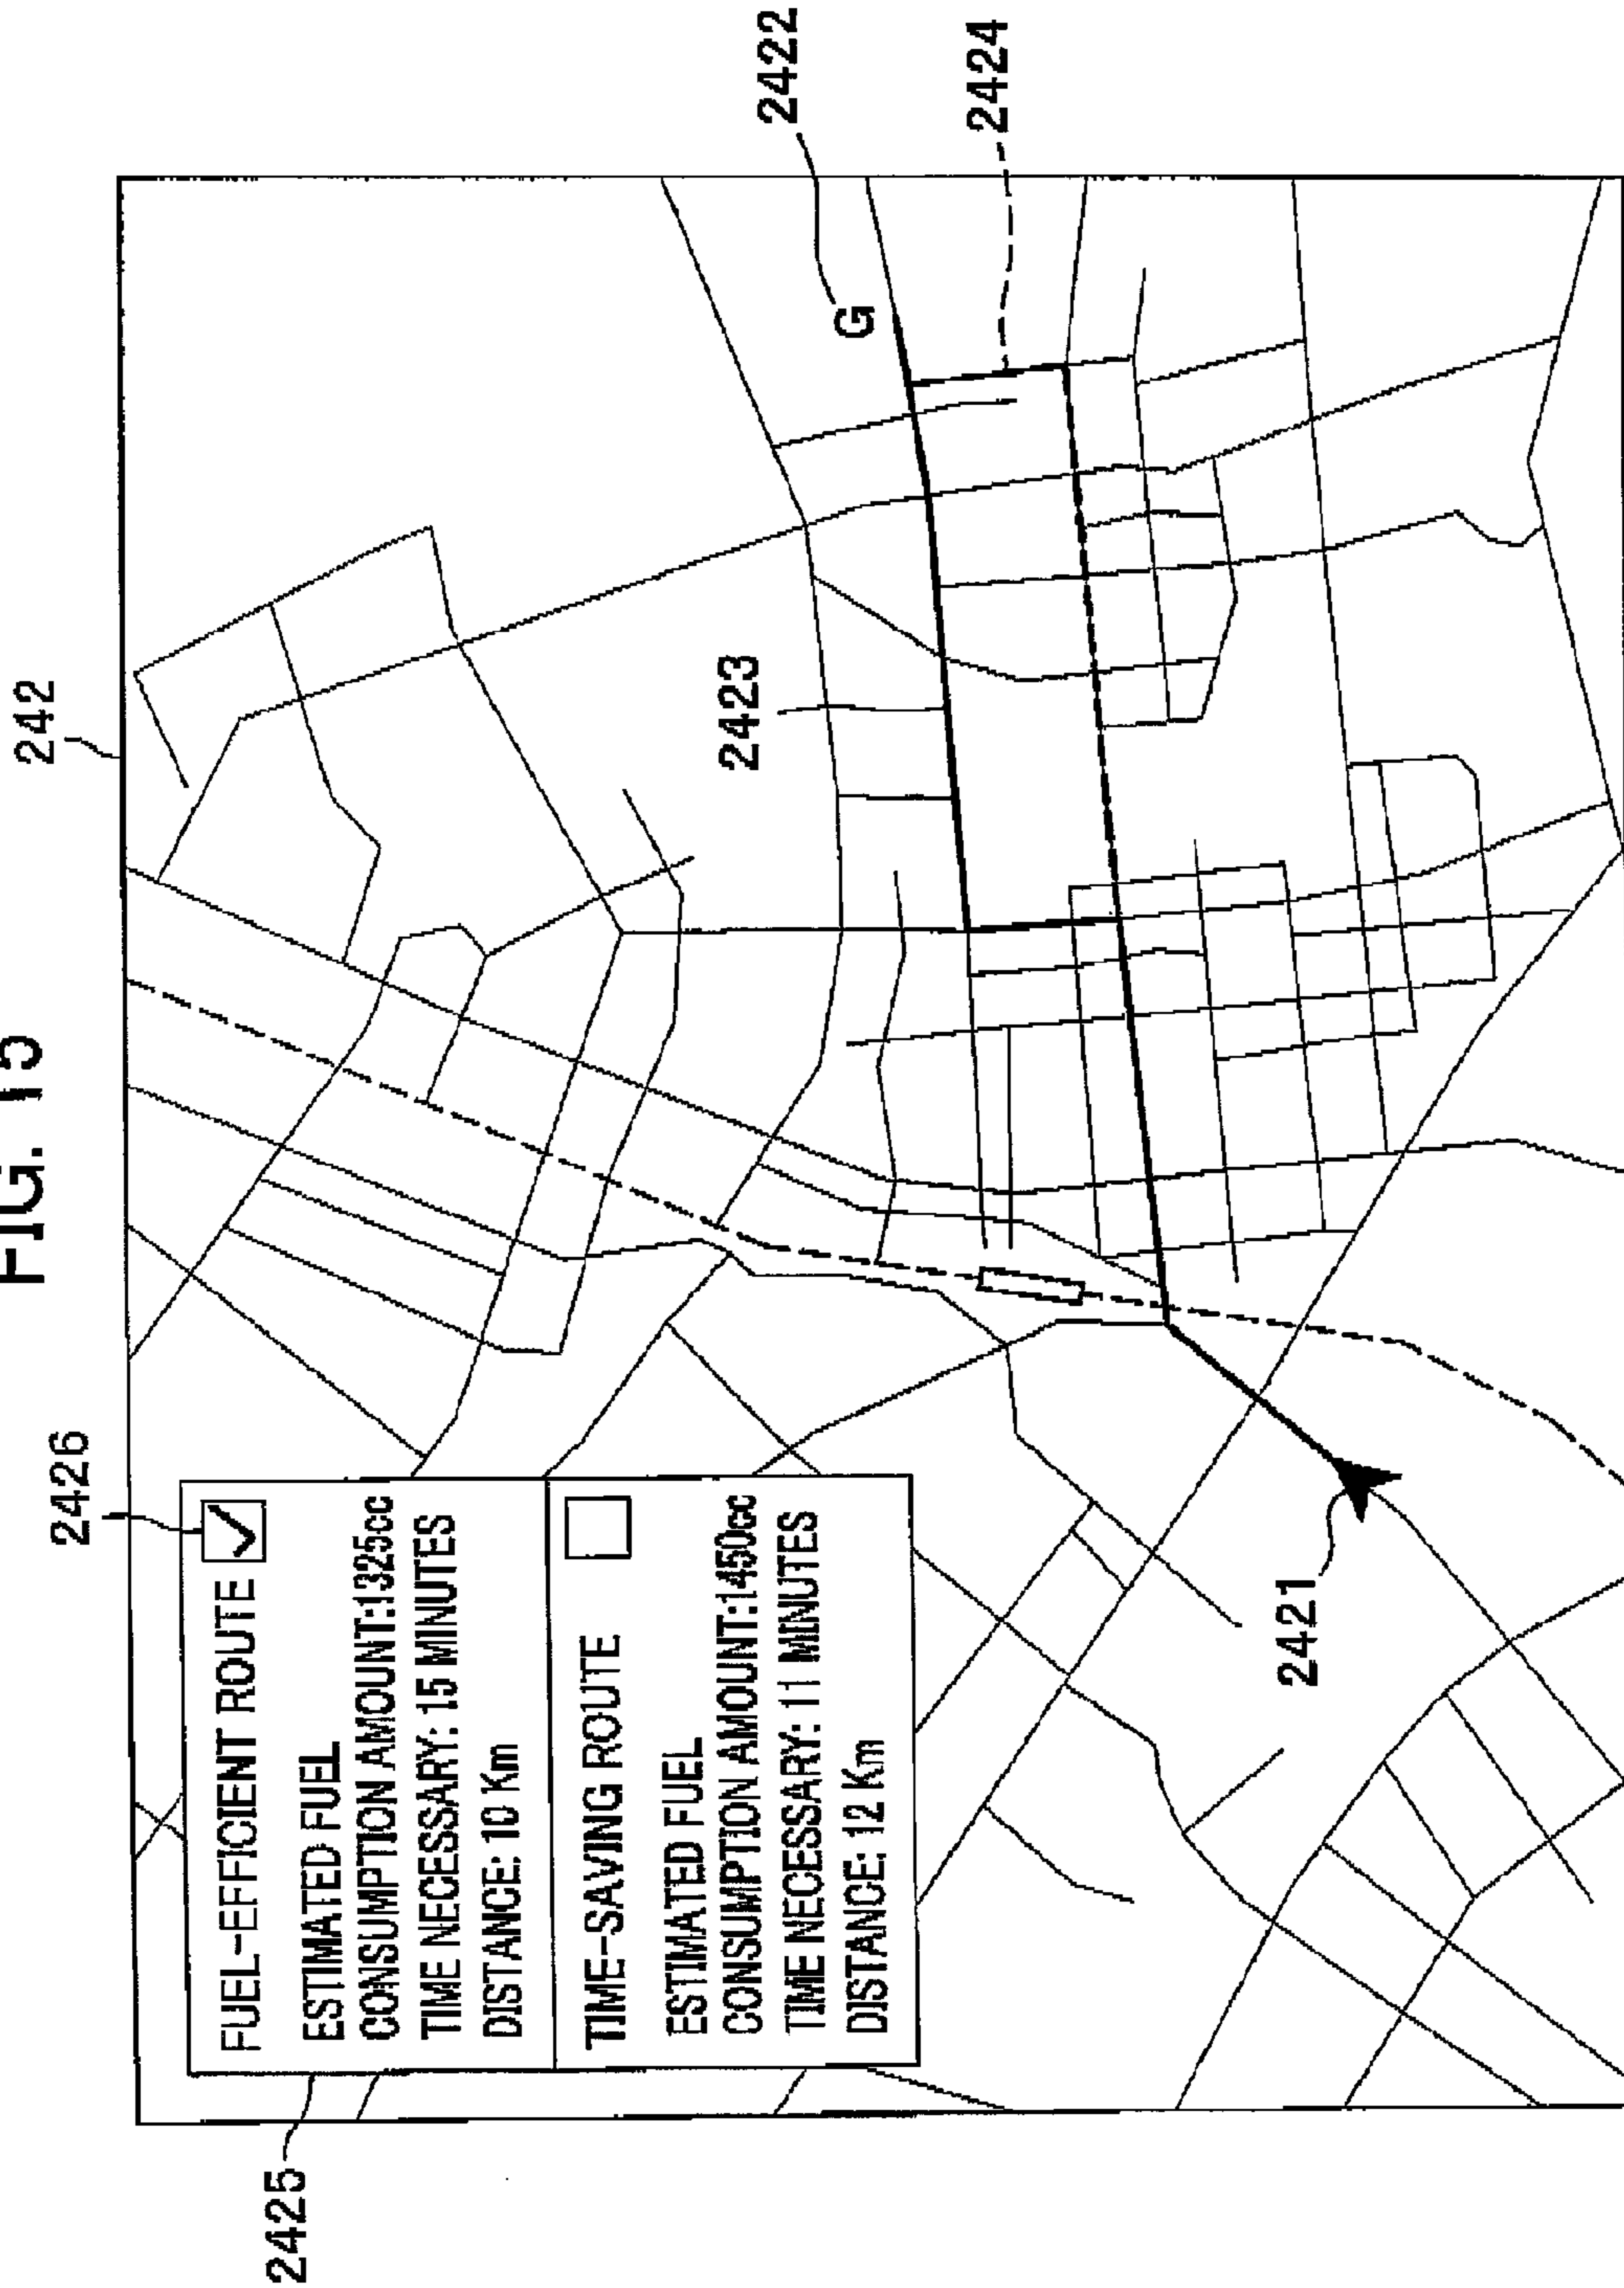 FIG. 15
242
2426
2425
FUEL-EFFICIENT ROUTE
ESTIMATED FUEL
CONSUMPTION AMOUNT:1325cc
TIME NECESSARY: 15 MINUTES
DISTANCE: 10 Km
TIME-SAVING ROUTE
ESTIMATED FUEL
CONSUMPTION AMOUNT:1450cc
TIME NECESSARY: 11 MINUTES
DISTANCE: 12 Km
2423
G
2422
2424
2421